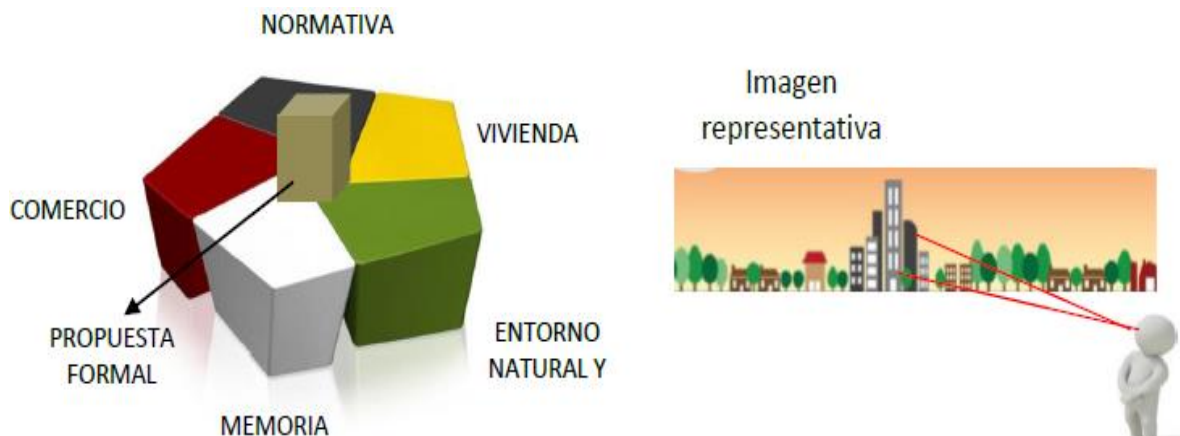 NORMATIVA
VIVIENDA
COMERCIO
PROPUESTA
FORMAL
ENTORNO
NATURAL Y
MEMORIA
Imagen
representativa